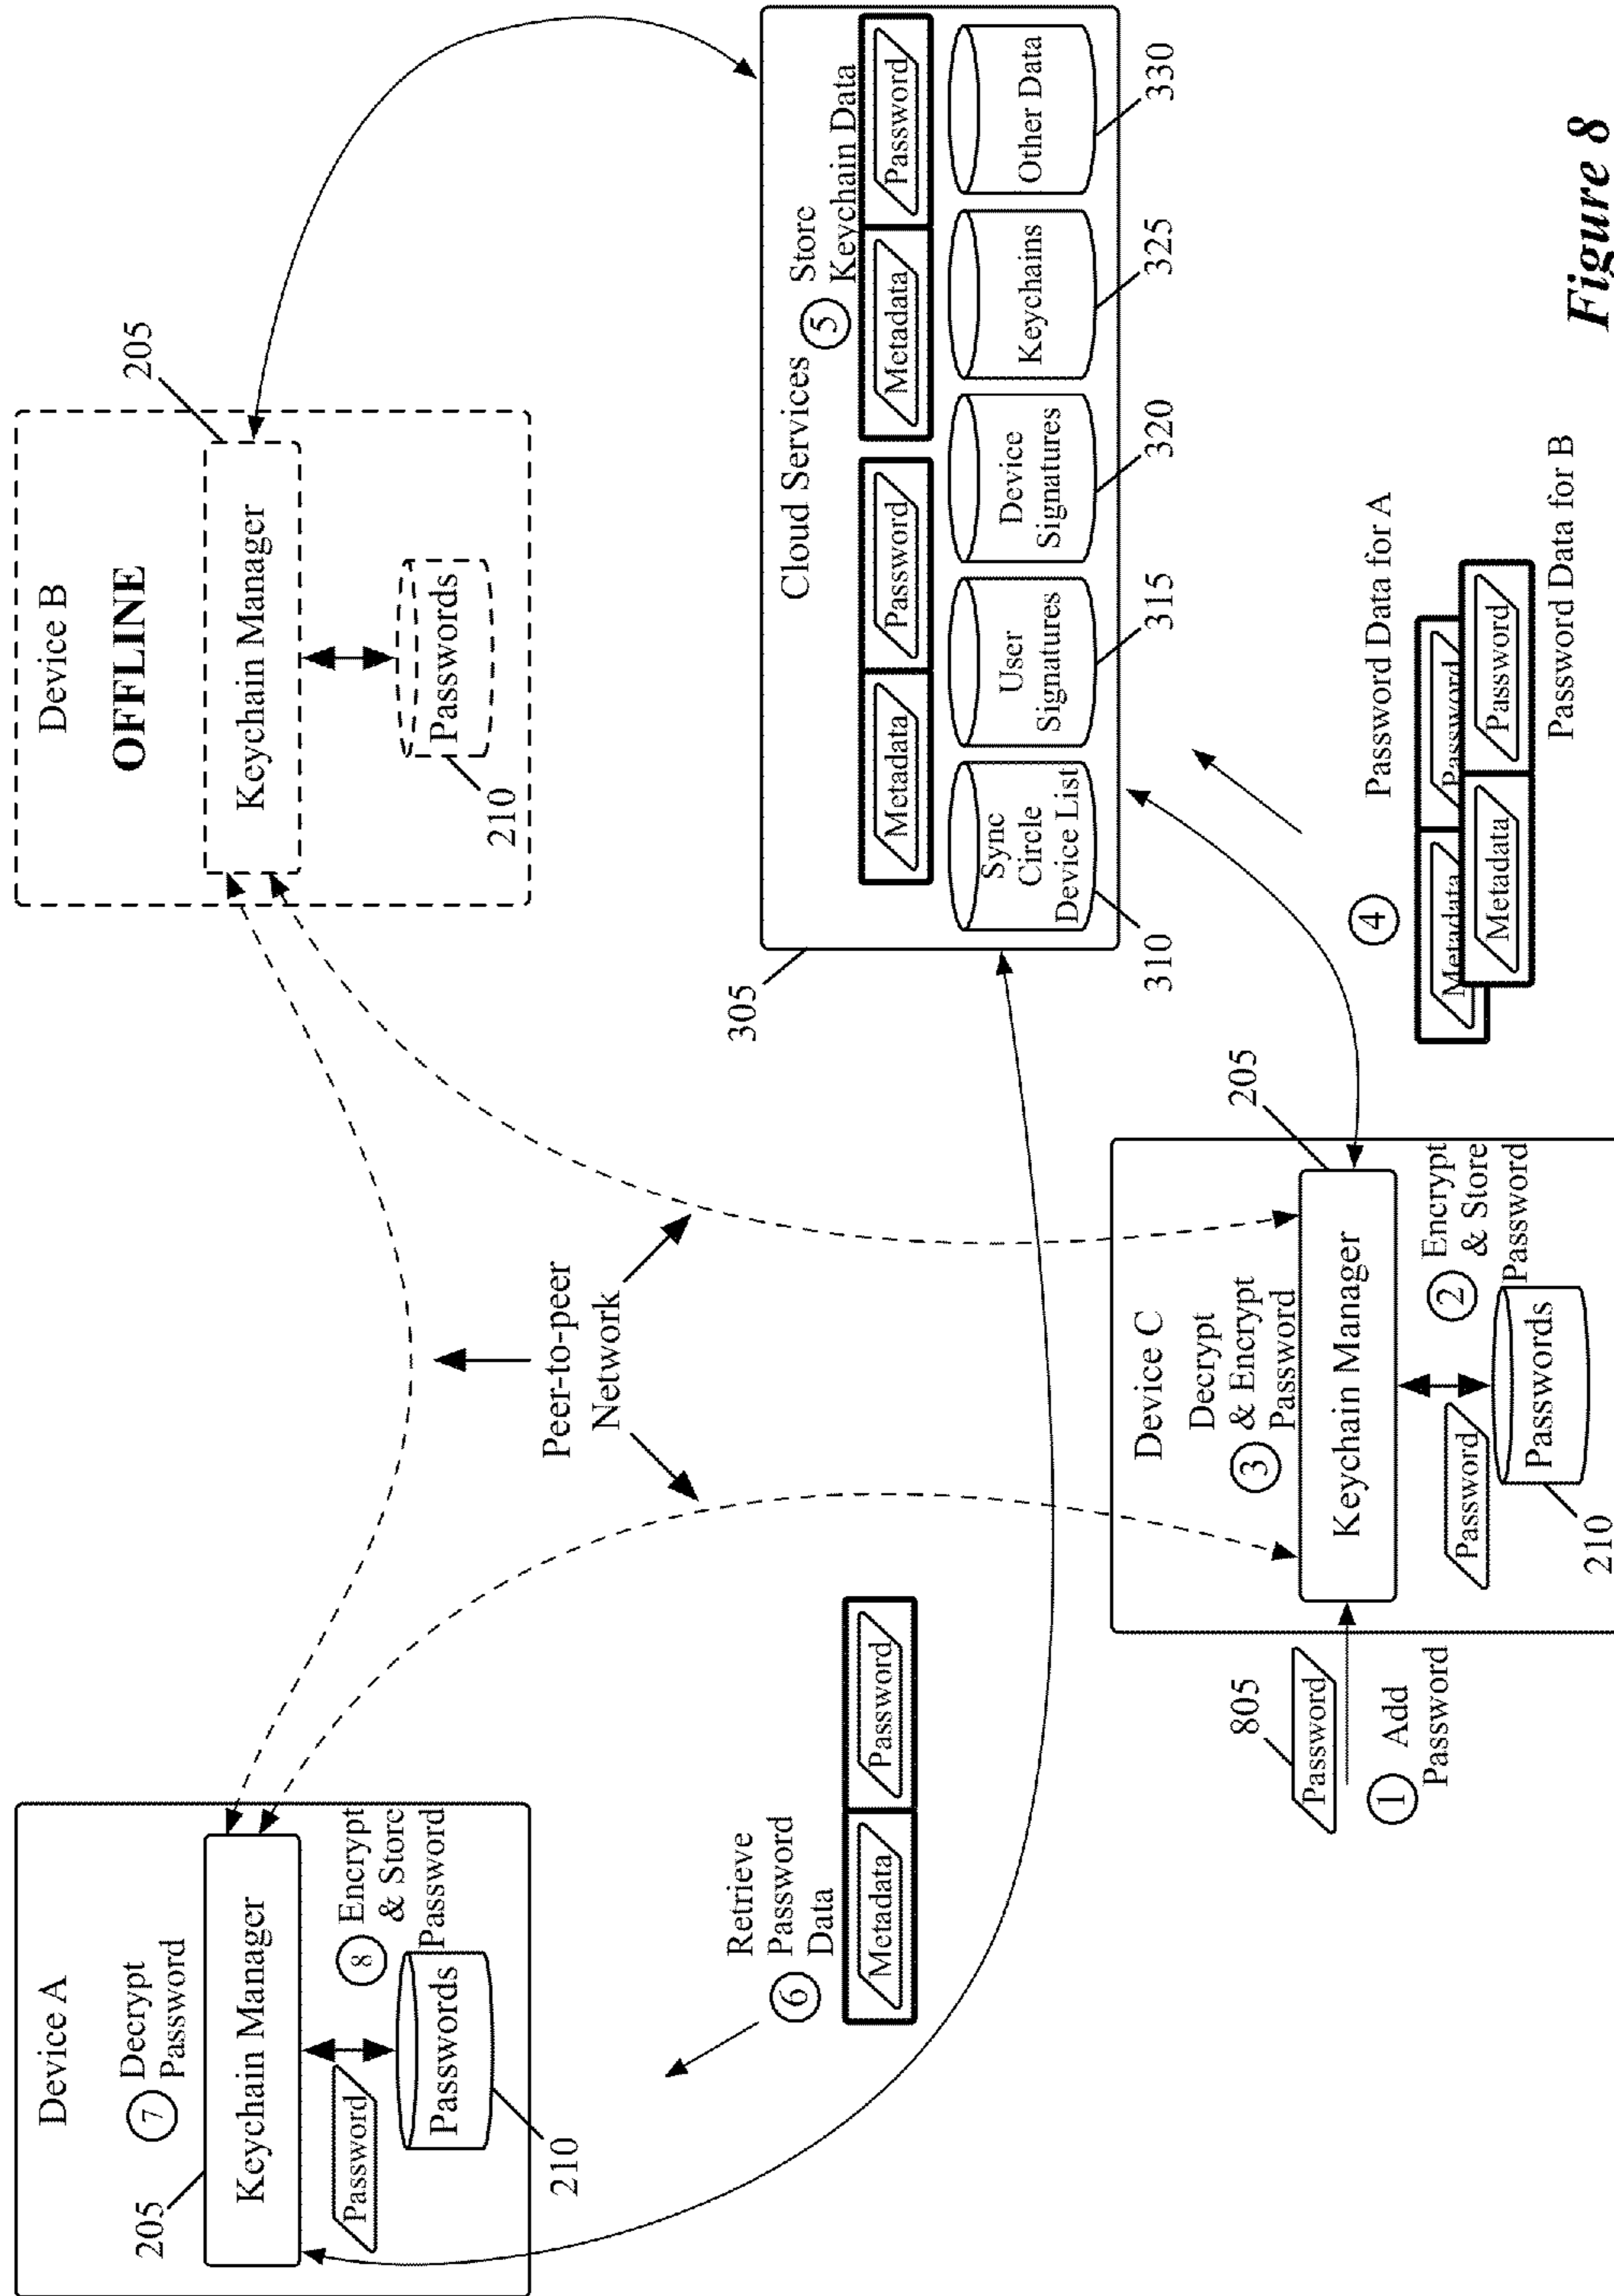 Device A
7
Decrypt
Password
205
Keychain Manager
Password
8
Encrypt
& Store
Password
Passwords
210
Device B
OFFLINE
205
Keychain Manager
Passwords
210
Peer-to-peer
Network
Retrieve
6
Password
Data
Metadata
Password
305
Cloud Services
5
Store
Keychain Data
Metadata
Password
Metadata
Password
Sync
Circle
Device List
User
Signatures
Device
Signatures
Keychains
Other Data
310
315
320
325
330
805
Password
1
Add
Password
Device C
Decrypt
3
& Encrypt
Password
205
Keychain Manager
2
Encrypt
& Store
Password
Password
Passwords
210
4
Password Data for A
Metadata
Password
Metadata
Password
Password Data for B
Figure 8